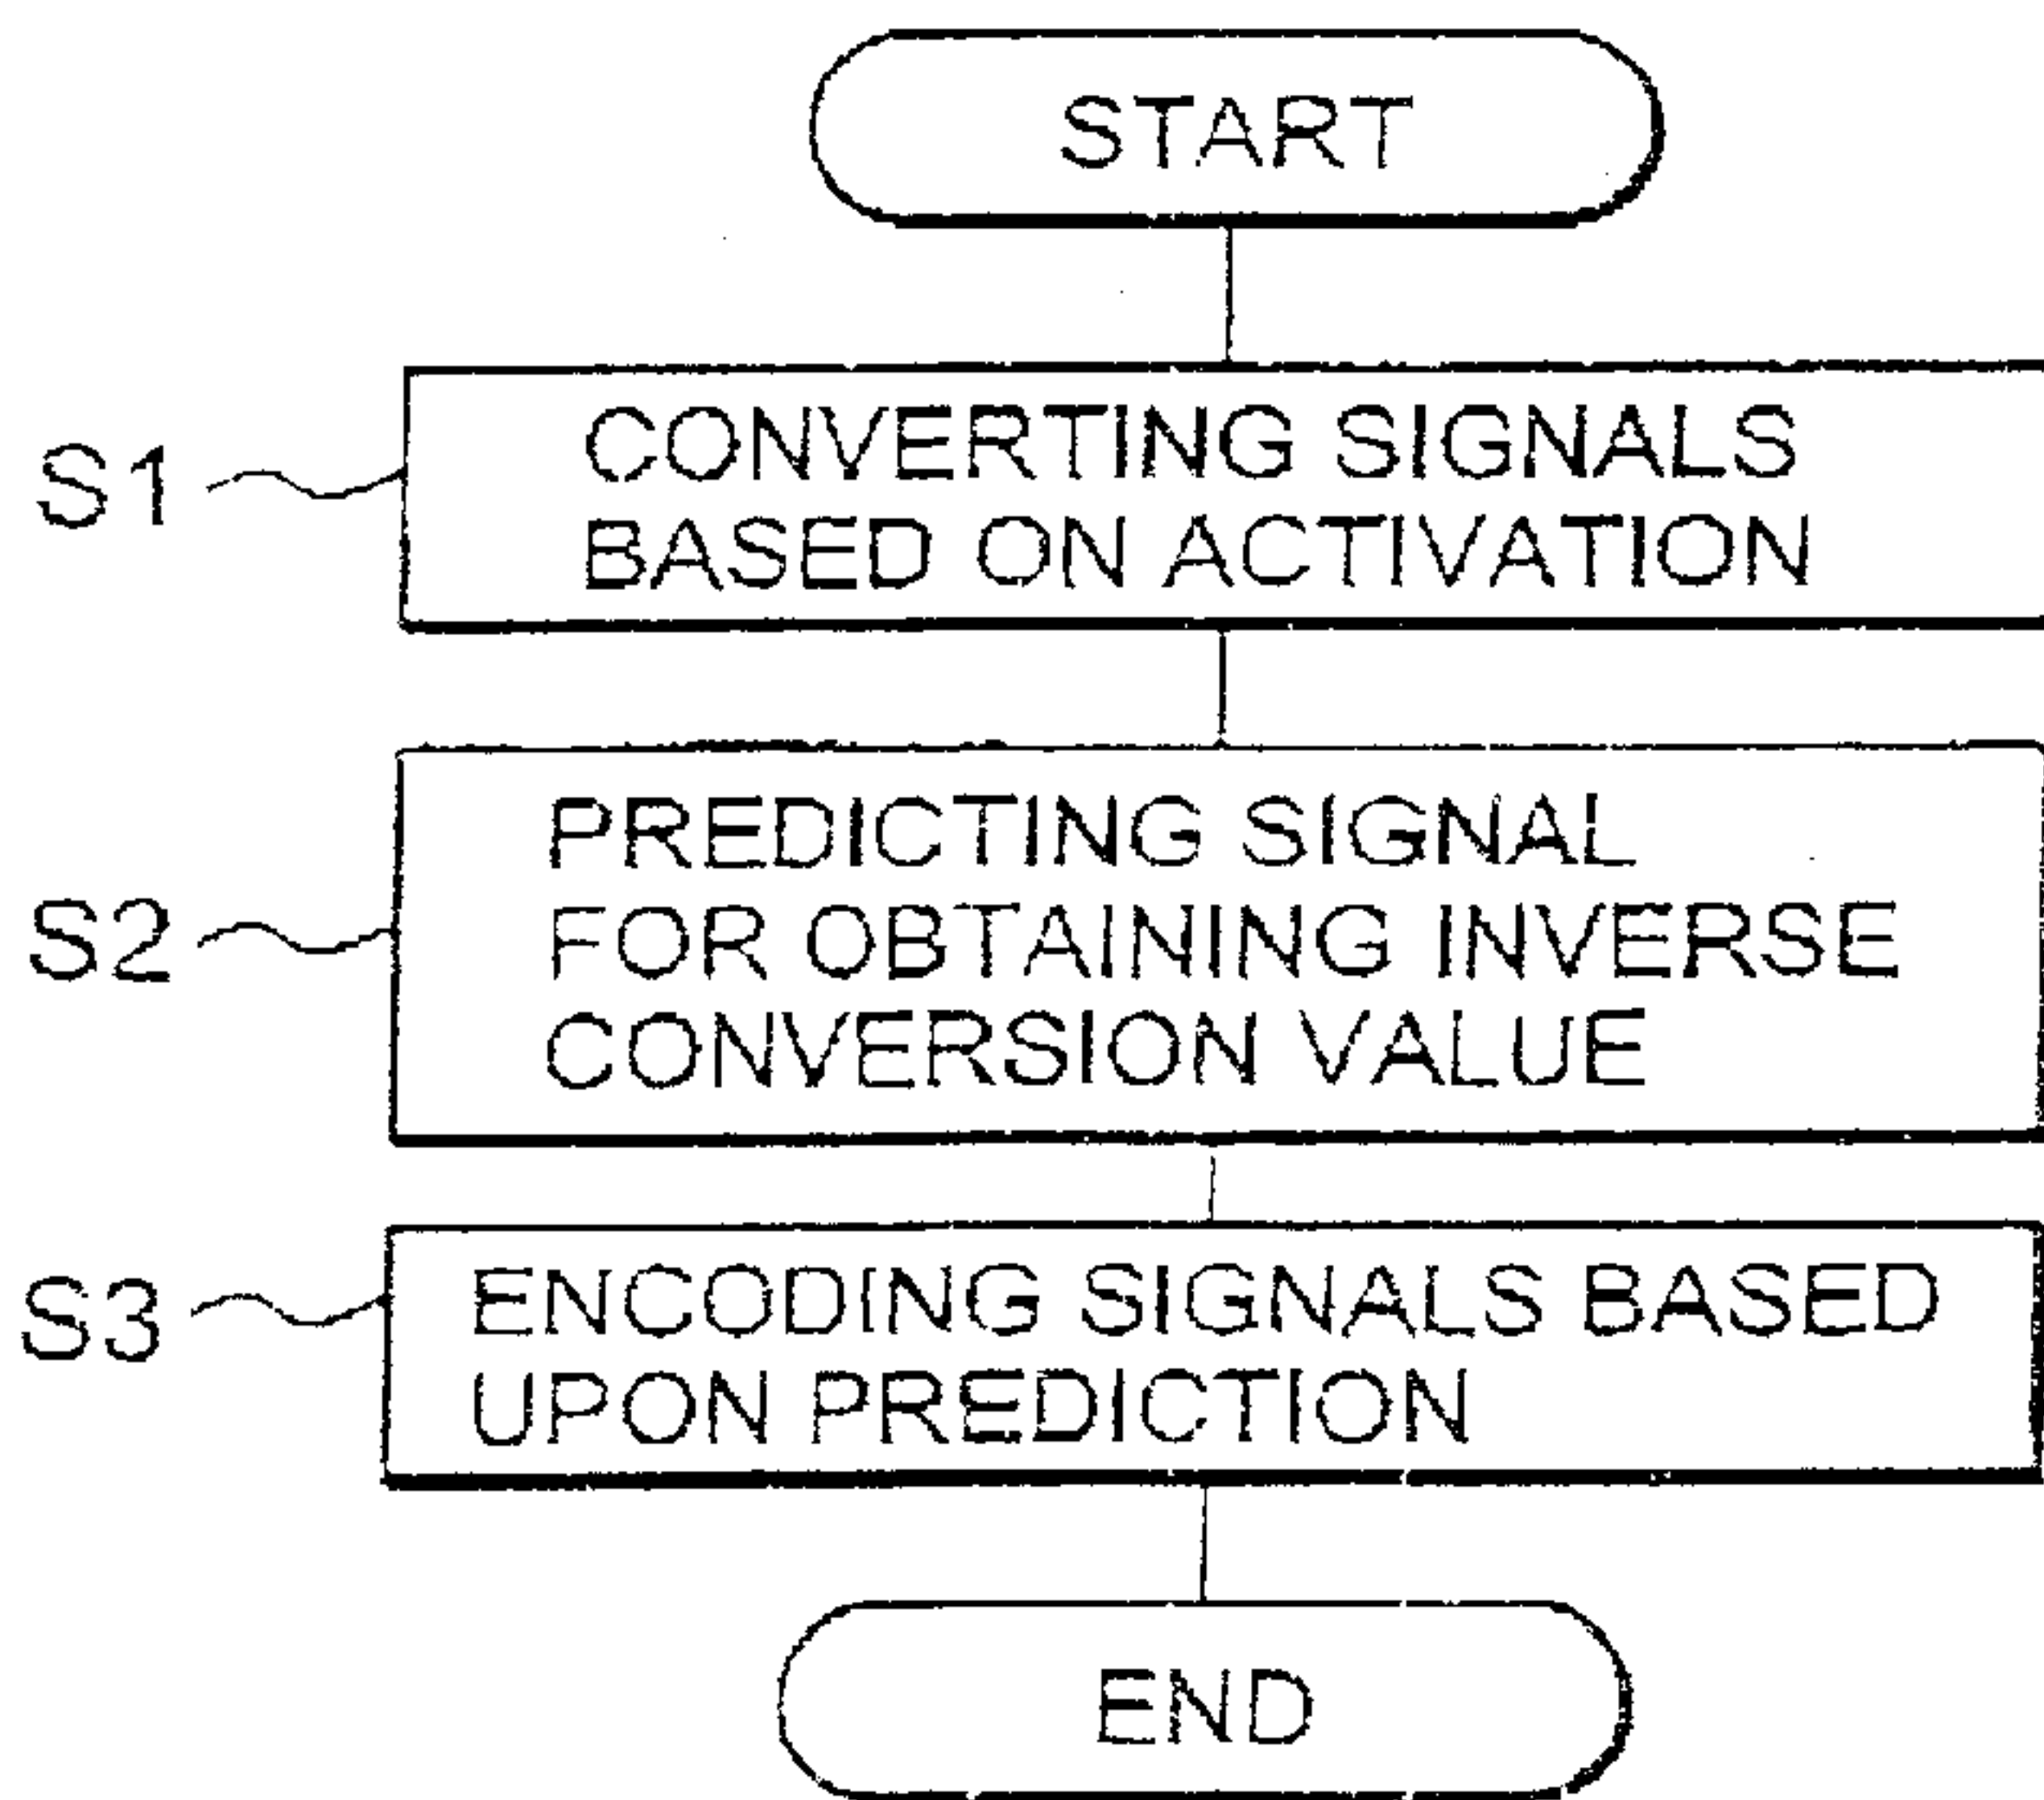 START
S1
CONVERTING SIGNALS
BASED ON ACTIVATION
S2
PREDICTING SIGNAL
FOR OBTAINING INVERSE
CONVERSION VALUE
S3
ENCODING SIGNALS BASED
UPON PREDICTION
END